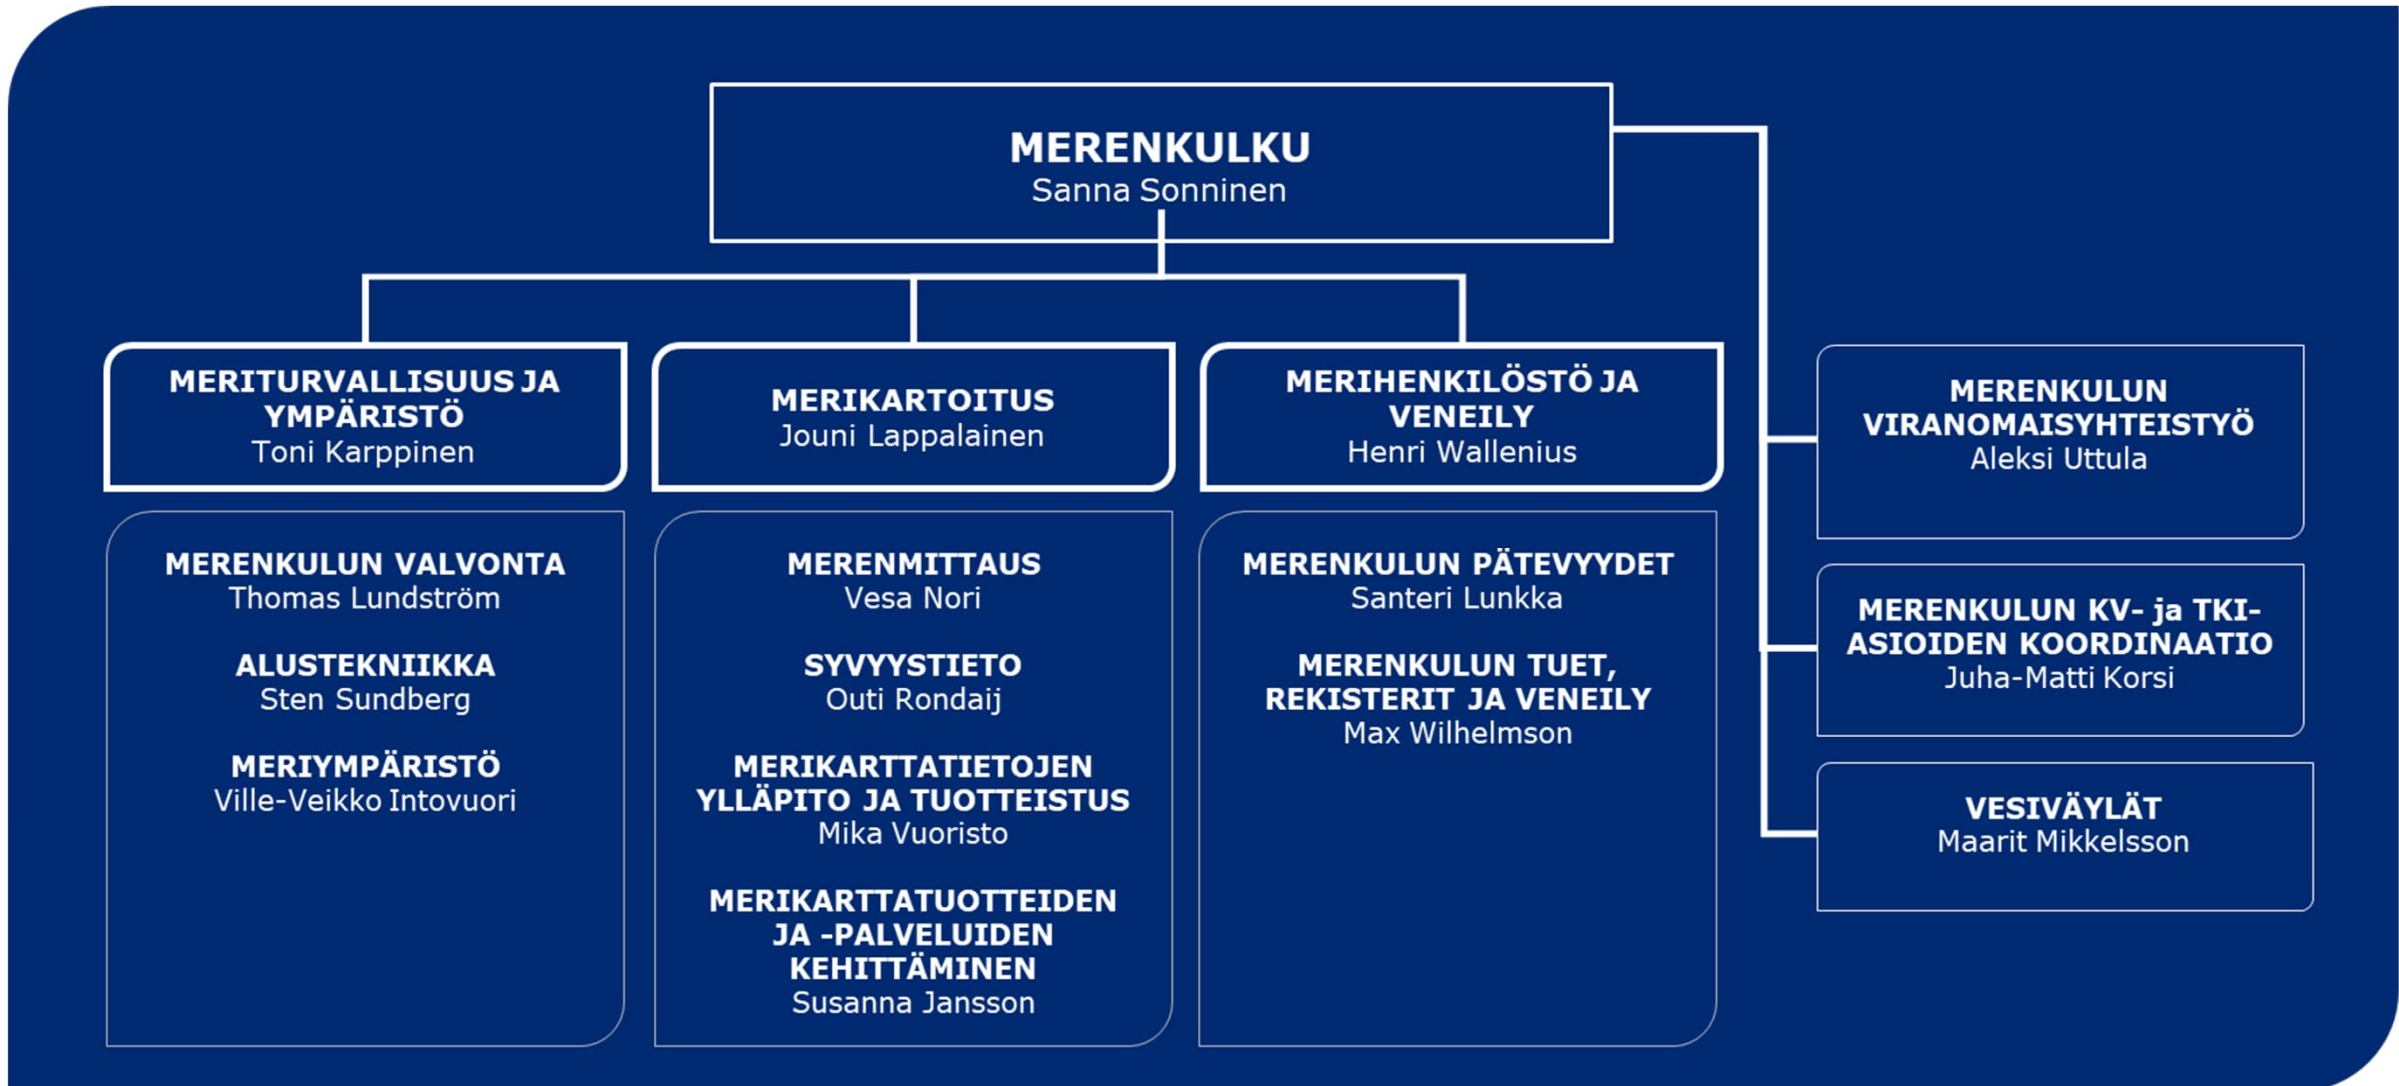 MERENKULKU
Sanna Sonninen
MERITURVALLISUUS JA
YMPÄRISTÖ
Toni Karppinen
MERENKULUN VALVONTA
Thomas Lundström
ALUSTEKNIIKKA
Sten Sundberg
MERIYMPÄRISTÖ
Ville-Veikko Intovuori
MERIKARTOITUS
Jouni Lappalainen
MERENMITTAUS
Vesa Nori
SYVYYSTIETO
Outi Rondaij
MERIKARTTATIETOJEN
YLLÄPITO JA TUOTTEISTUS
Mika Vuoristo
MERIKARTTATUOTTEIDEN
JA -PALVELUIDEN
KEHITTÄMINEN
Susanna Jansson
MERIHENKILÖSTÖ JA
VENEILY
Henri Wallenius
MERENKULUN PÄTEVYYDET
Santeri Lunkka
MERENKULUN TUET,
REKISTERIT JA VENEILY
Max Wilhelmson
MERENKULUN
VIRANOMAISYHTEISTYÖ
Aleksi Uttula
MERENKULUN KV- ja TKI-
ASIOIDEN KOORDINAATIO
Juha-Matti Korsi
VESIVÄYLÄT
Maarit Mikkelsson